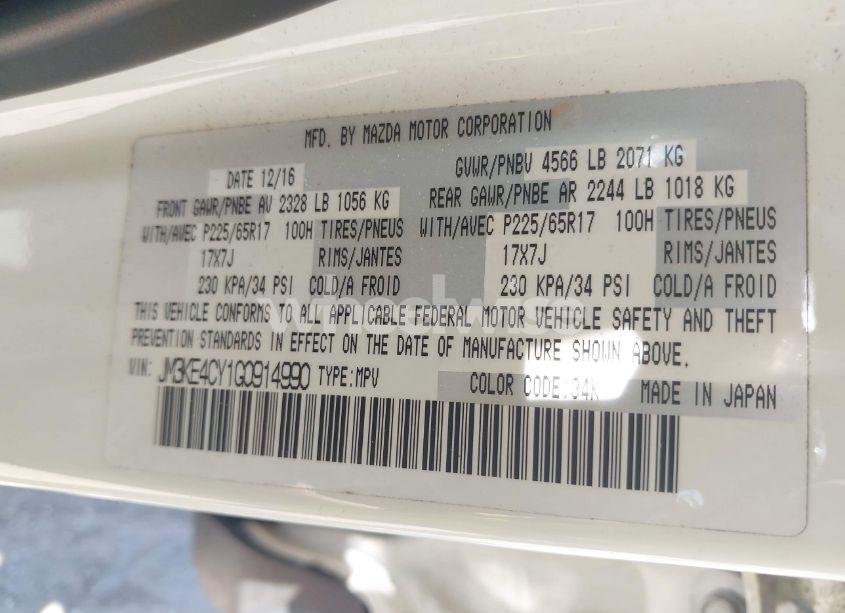 MFD. BY MAZDA MOTOR CORPORATION
DATE 12/16 GVWR/PNBV 4566 LB 2071 KG
FRONT GAWR/PNBE AV 2328 LB 1056 KG REAR GAWR/PNBE AR 2244 LB 1018 KG
WITH/AVEC P225/65R17 100H TIRES/PNEUS WITH/AVEC P225/65R17 100H TIRES/PNEUS
17X7J RIMS/JANTES 17X7J RIMS/JANTES
230 KPA/34 PSI COLD/A FROID 230 KPA/34 PSI COLD/A FROID
wheelwise
THIS VEHICLE CONFORMS TO ALL APPLICABLE FEDERAL MOTOR VEHICLE SAFETY AND THEFT
PREVENTION STANDARDS IN EFFECT ON THE DATE OF MANUFACTURE SHOWN ABOVE.
VIN: JM3KE4CY1G0914990 TYPE:MPV COLOR CODE:34K MADE IN JAPAN